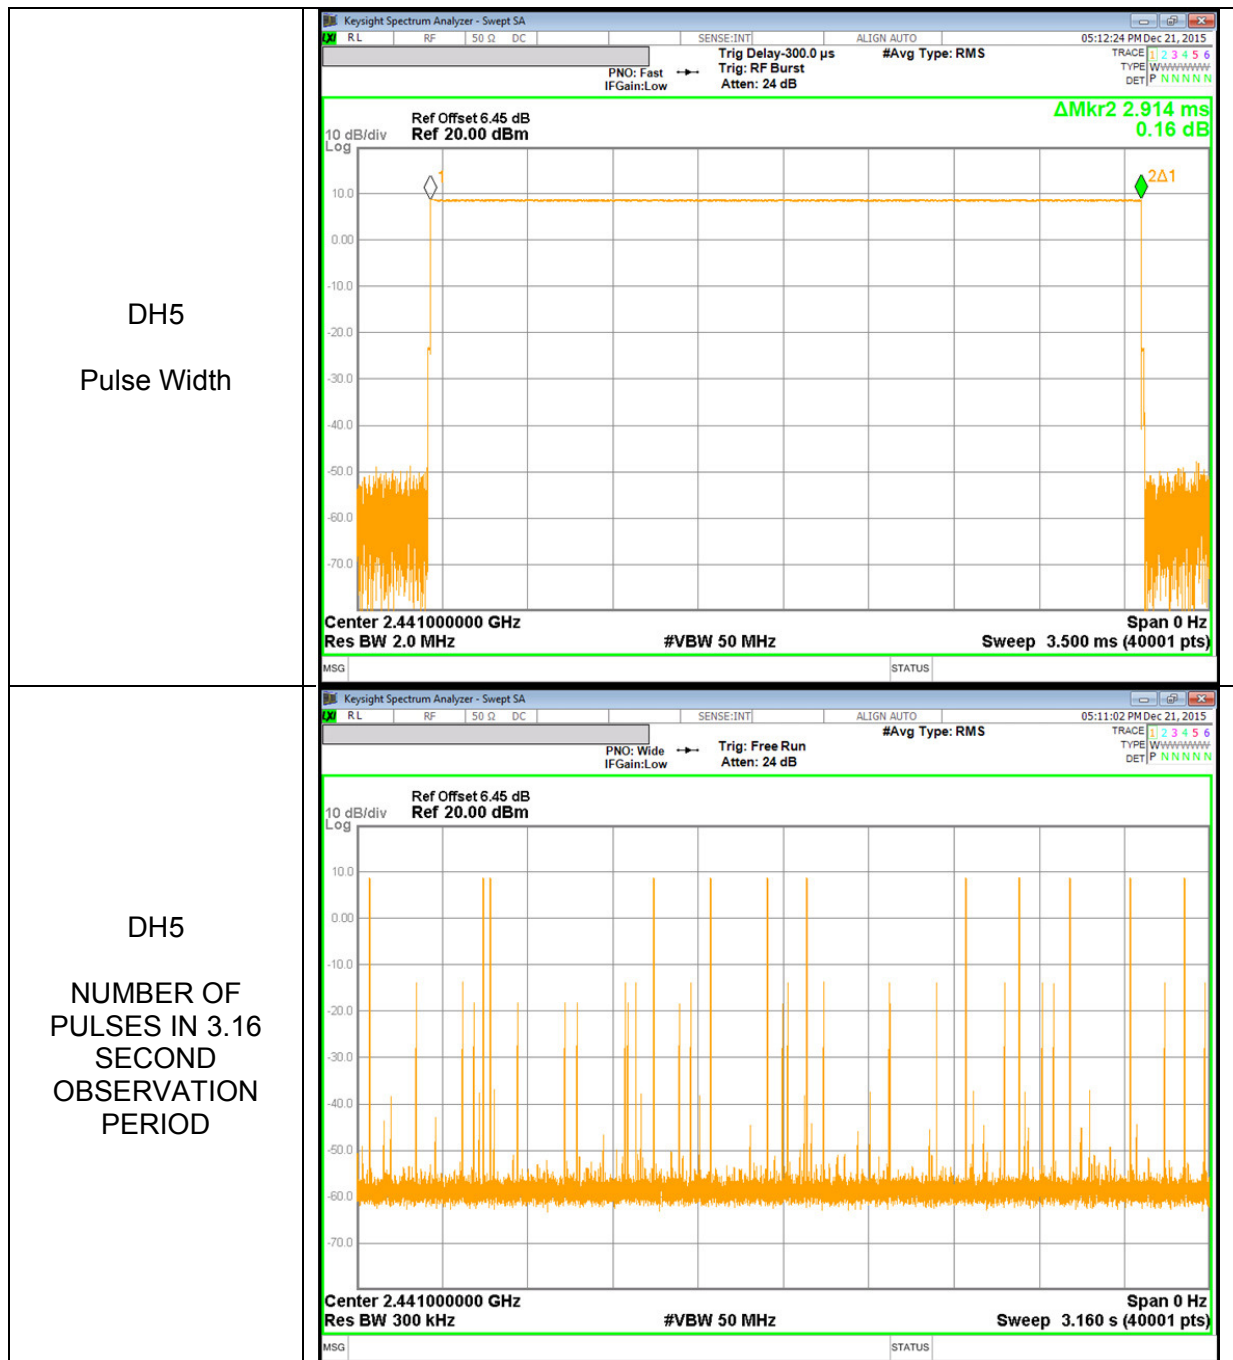 DH5
Pulse Width
Keysight Spectrum Analyzer - Swept SA
LXI RL RF 50 Ω DC SENSE:INT ALIGN AUTO 05:12:24 PM Dec 21, 2015
Trig Delay-300.0 µs #Avg Type: RMS TRACE 1 2 3 4 5 6
PNO: Fast Trig: RF Burst TYPE WWWWWW
IFGain:Low Atten: 24 dB DET P N N N N N
ΔMkr2 2.914 ms
Ref Offset 6.45 dB 0.16 dB
10 dB/div Ref 20.00 dBm
Log
1
2Δ1
10.0
0.00
-10.0
-20.0
-30.0
-40.0
-50.0
-60.0
-70.0
Center 2.441000000 GHz Span 0 Hz
Res BW 2.0 MHz #VBW 50 MHz Sweep 3.500 ms (40001 pts)
MSG STATUS
DH5
NUMBER OF
PULSES IN 3.16
SECOND
OBSERVATION
PERIOD
Keysight Spectrum Analyzer - Swept SA
LXI RL RF 50 Ω DC SENSE:INT ALIGN AUTO 05:11:02 PM Dec 21, 2015
#Avg Type: RMS TRACE 1 2 3 4 5 6
PNO: Wide Trig: Free Run TYPE WWWWWW
IFGain:Low Atten: 24 dB DET P N N N N N
Ref Offset 6.45 dB
10 dB/div Ref 20.00 dBm
Log
10.0
0.00
-10.0
-20.0
-30.0
-40.0
-50.0
-60.0
-70.0
Center 2.441000000 GHz Span 0 Hz
Res BW 300 kHz #VBW 50 MHz Sweep 3.160 s (40001 pts)
MSG STATUS